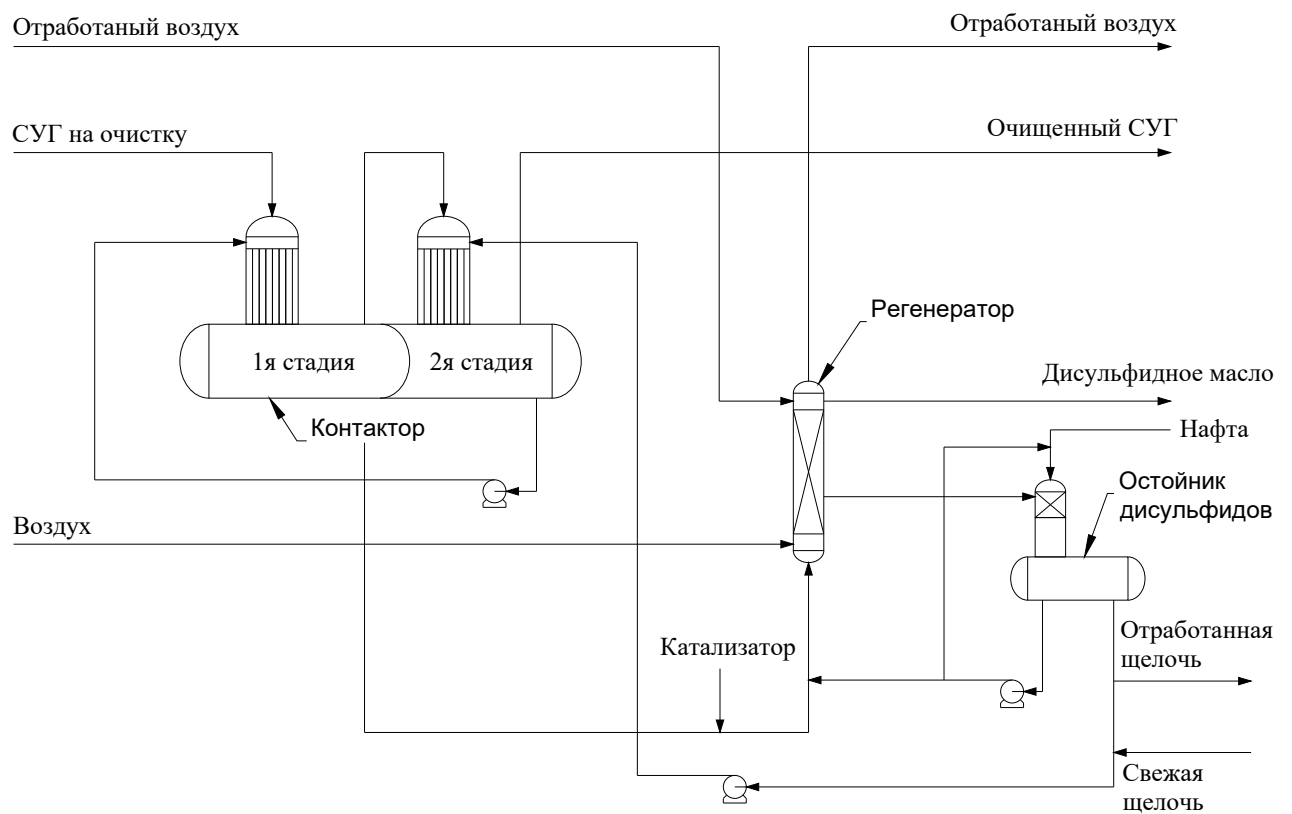 Отработаный воздух
Отработаный воздух
СУГ на очистку
Очищенный СУГ
Регенератор
1я стадия
2я стадия
Дисульфидное масло
Контактор
Нафта
Остойник
дисульфидов
Воздух
Катализатор
Отработанная
щелочь
Свежая
щелочь